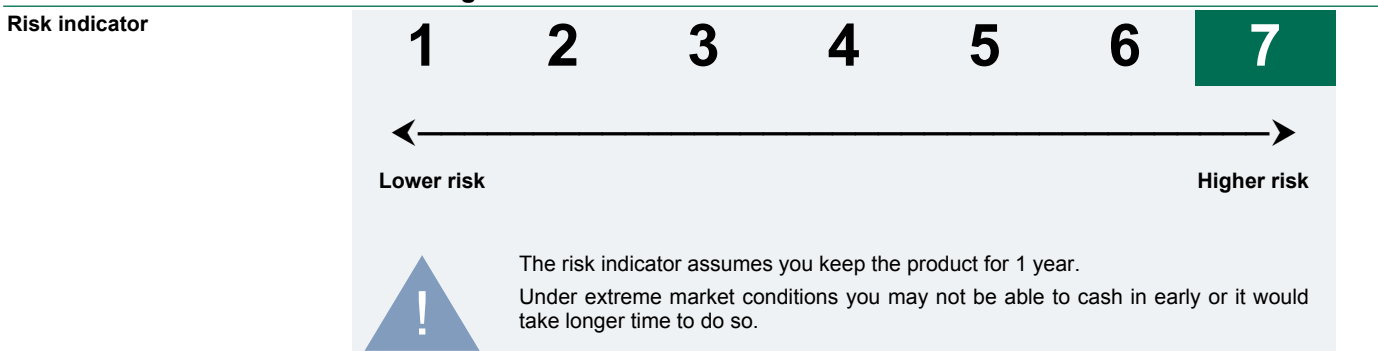 Risk indicator
1 2 3 4 5 6 7
Lower risk Higher risk
The risk indicator assumes you keep the product for 1 year.
Under extreme market conditions you may not be able to cash in early or it would
take longer time to do so.
!